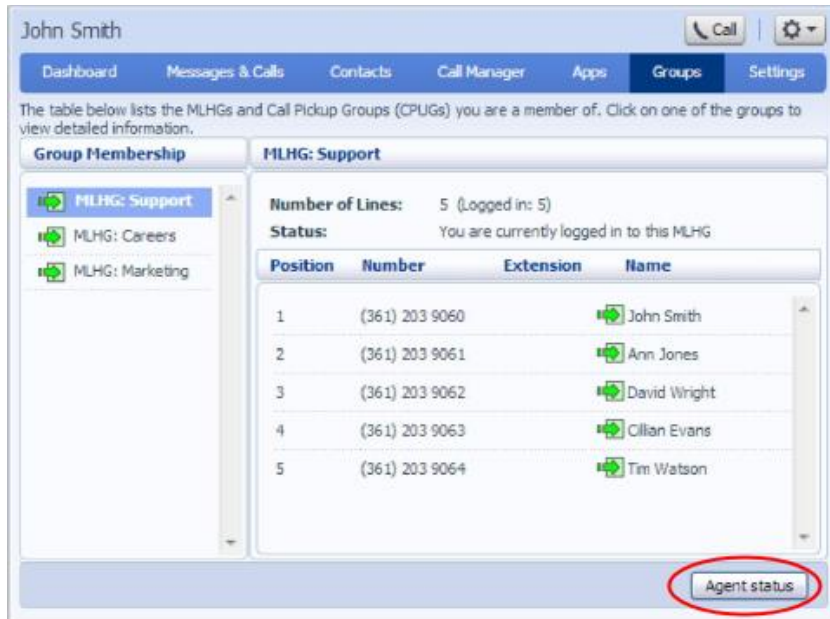 John Smith
Call
Dashboard Messages & Calls Contacts Call Manager Apps Groups Settings
The table below lists the MLHGs and Call Pickup Groups (CPUGs) you are a member of. Click on one of the groups to
view detailed information.
Group Membership
MLHG: Support
MLHG: Careers
MLHG: Marketing
MLHG: Support
Number of Lines: 5 (Logged in: 5)
Status: You are currently logged in to this MLHG
Position Number Extension Name
1 (361) 203 9060 John Smith
2 (361) 203 9061 Ann Jones
3 (361) 203 9062 David Wright
4 (361) 203 9063 Cillian Evans
5 (361) 203 9064 Tim Watson
Agent status